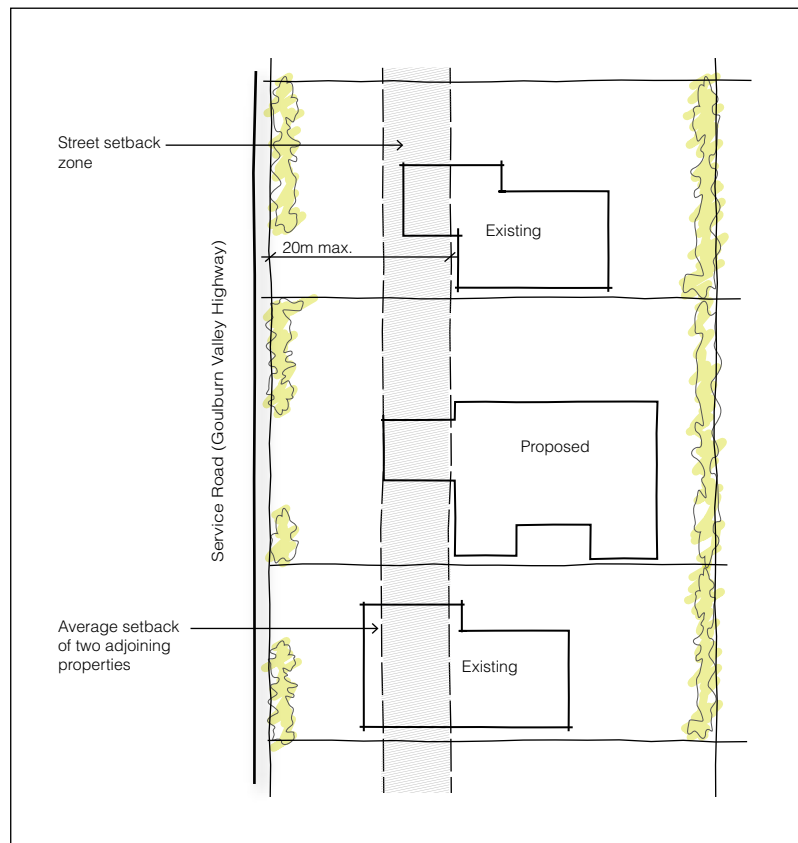 Street setback
zone
Existing
20m max.
Service Road (Goulburn Valley Highway)
Proposed
Average setback
of two adjoining
properties
Existing